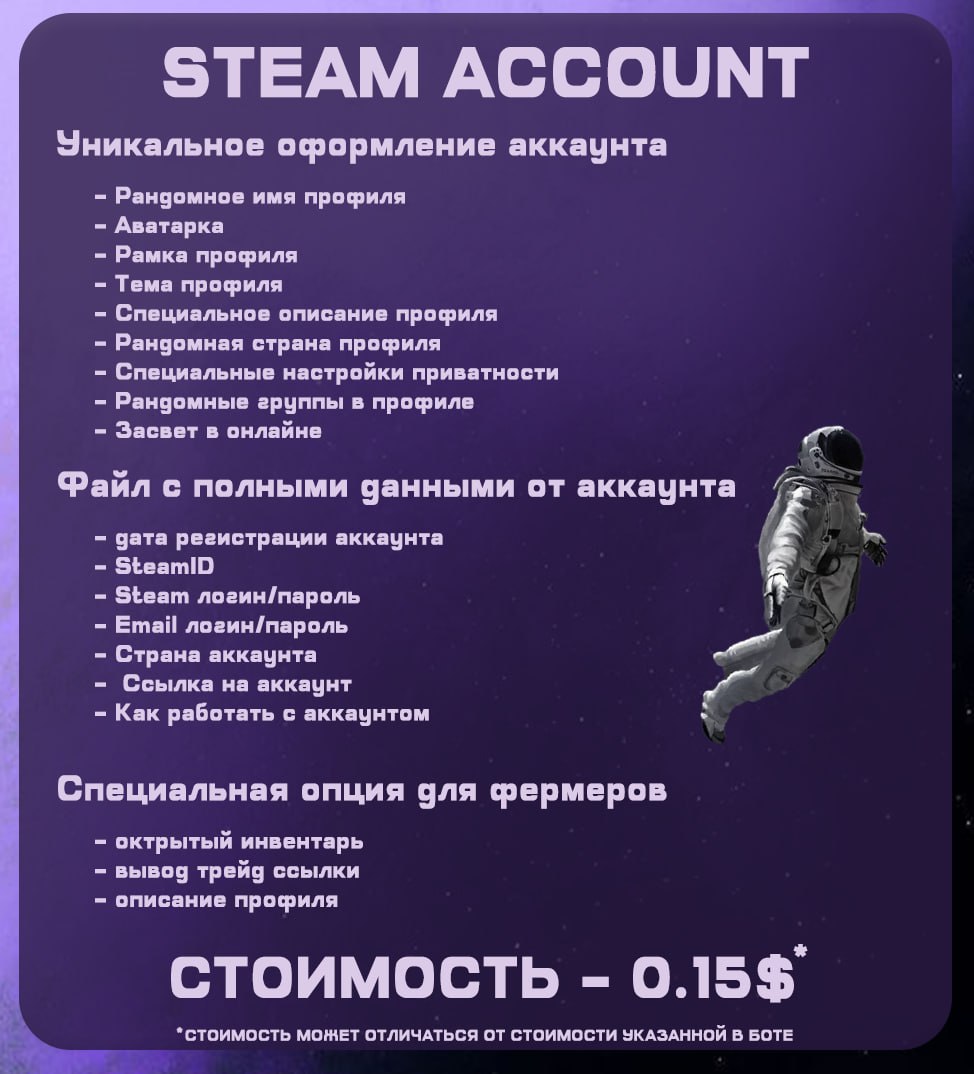 STEAM ACCOUNT
Уникальное оформление аккаунта
- Рандомное имя профиля
- Аватарка
- Рамка профиля
- Тема профиля
- Специальное описание профиля
- Рандомная страна профиля
- Специальные настройки приватности
- Рандомные группы в профиле
- Засвет в онлайне
Файл с полными данными от аккаунта
- дата регистрации аккаунта
- SteamID
- Steam логин/пароль
- Email логин/пароль
- Страна аккаунта
- Ссылка на аккаунт
- Как работать с аккаунтом
Специальная опция для фермеров
- октрытый инвентарь
- вывод трейд ссылки
- описание профиля
СТОИМОСТЬ - 0.15$*
*СТОИМОСТЬ МОЖЕТ ОТЛИЧАТЬСЯ ОТ СТОИМОСТИ УКАЗАННОЙ В БОТЕ